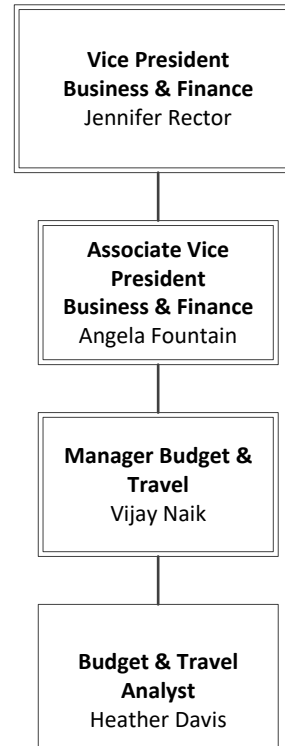 Vice President
Business & Finance
Jennifer Rector
Associate Vice
President
Business & Finance
Angela Fountain
Manager Budget &
Travel
Vijay Naik
Budget & Travel
Analyst
Heather Davis